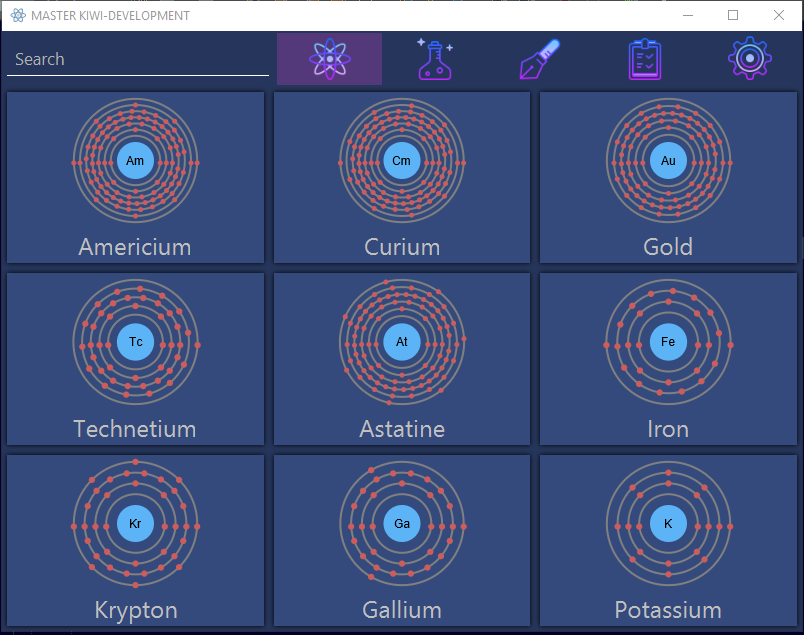 MASTER KIWI-DEVELOPMENT
Search
Am
Cm
Au
Americium
Curium
Gold
Tc
At
Fe
Technetium
Astatine
Iron
Kr
Ga
K
Krypton
Gallium
Potassium